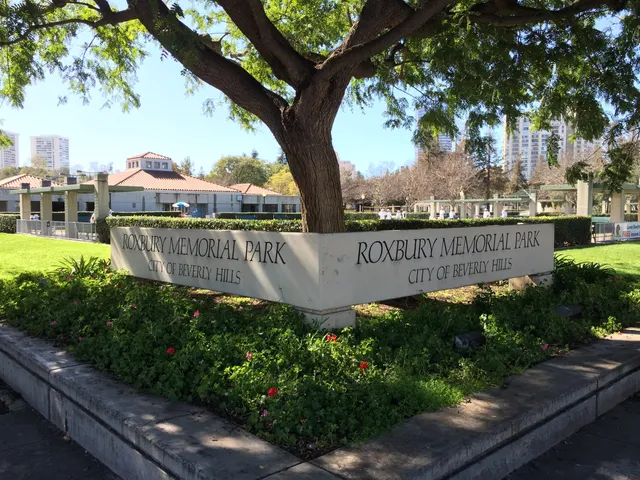 ROXBURY MEMORIAL PARK
CITY OF BEVERLY HILLS
ROXBURY MEMORIAL PARK
CITY OF BEVERLY HILLS